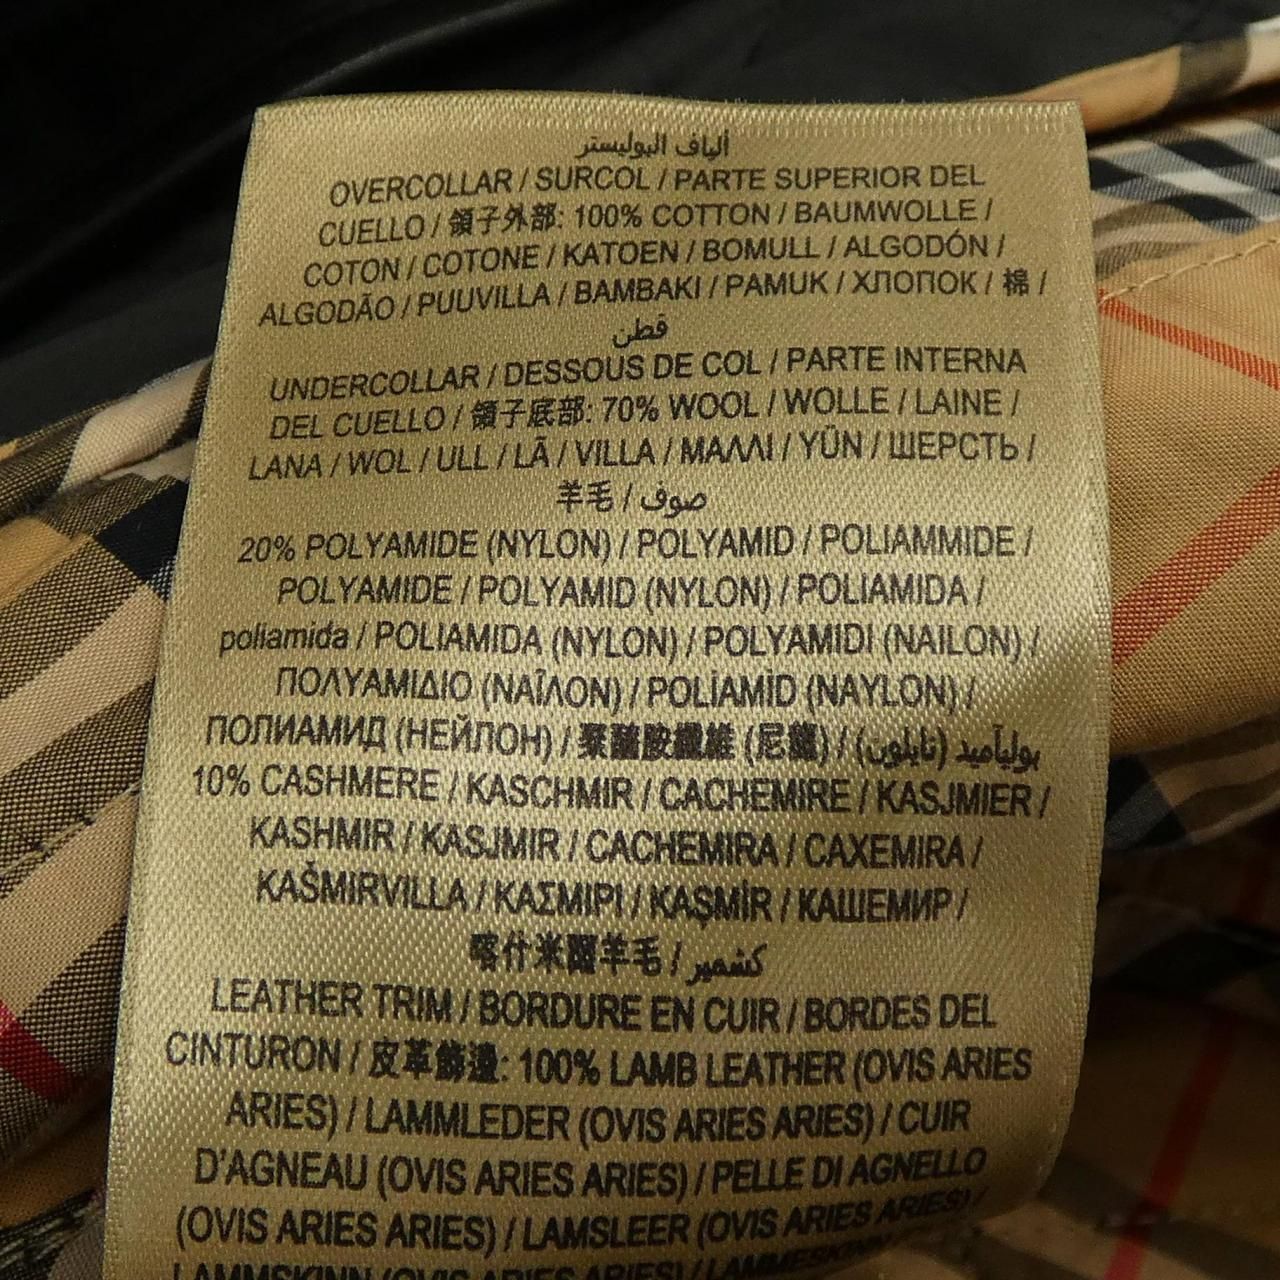 ألياف البوليستر
OVERCOLLAR / SURCOL / PARTE SUPERIOR DEL
CUELLO / 領子外部: 100% COTTON / BAUMWOLLE /
COTON / COTONE / KATOEN / BOMULL / ALGODÓN /
ALGODÃO / PUUVILLA / BAMBAKI / PAMUK / ХЛОПОК / 棉 /
قطن
UNDERCOLLAR / DESSOUS DE COL / PARTE INTERNA
DEL CUELLO / 領子底部: 70% WOOL / WOLLE / LAINE /
LANA / WOL / ULL / LÃ / VILLA / ΜΑΛΛΙ / YÜN / ШЕРСТЬ /
羊毛 / صوف
20% POLYAMIDE (NYLON) / POLYAMID / POLIAMMIDE /
POLYAMIDE / POLYAMID (NYLON) / POLIAMIDA /
poliamida / POLIAMIDA (NYLON) / POLYAMIDI (NAILON) /
ΠΟΛΥΑΜΙΔΙΟ (ΝΑΪΛΟΝ) / POLİAMİD (NAYLON) /
ПОЛИАМИД (НЕЙЛОН) / 聚醯胺纖維 (尼龍) / بوليآميد (نايلون)
10% CASHMERE / KASCHMIR / CACHEMIRE / KASJMIER /
KASHMIR / KASJMIR / CACHEMIRA / CAXEMIRA /
KAŠMIRVILLA / ΚΑΣΜΙΡΙ / KAŞMİR / КАШЕМИР /
喀什米爾羊毛 / كشمير
LEATHER TRIM / BORDURE EN CUIR / BORDES DEL
CINTURON / 皮革飾邊: 100% LAMB LEATHER (OVIS ARIES
ARIES) / LAMMLEDER (OVIS ARIES ARIES) / CUIR
D'AGNEAU (OVIS ARIES ARIES) / PELLE DI AGNELLO
(OVIS ARIES ARIES) / LAMSLEER (OVIS ARIES ARIES) /
LAMMSKINN (OVIS ARIES ARIES) / LAMMESKINN